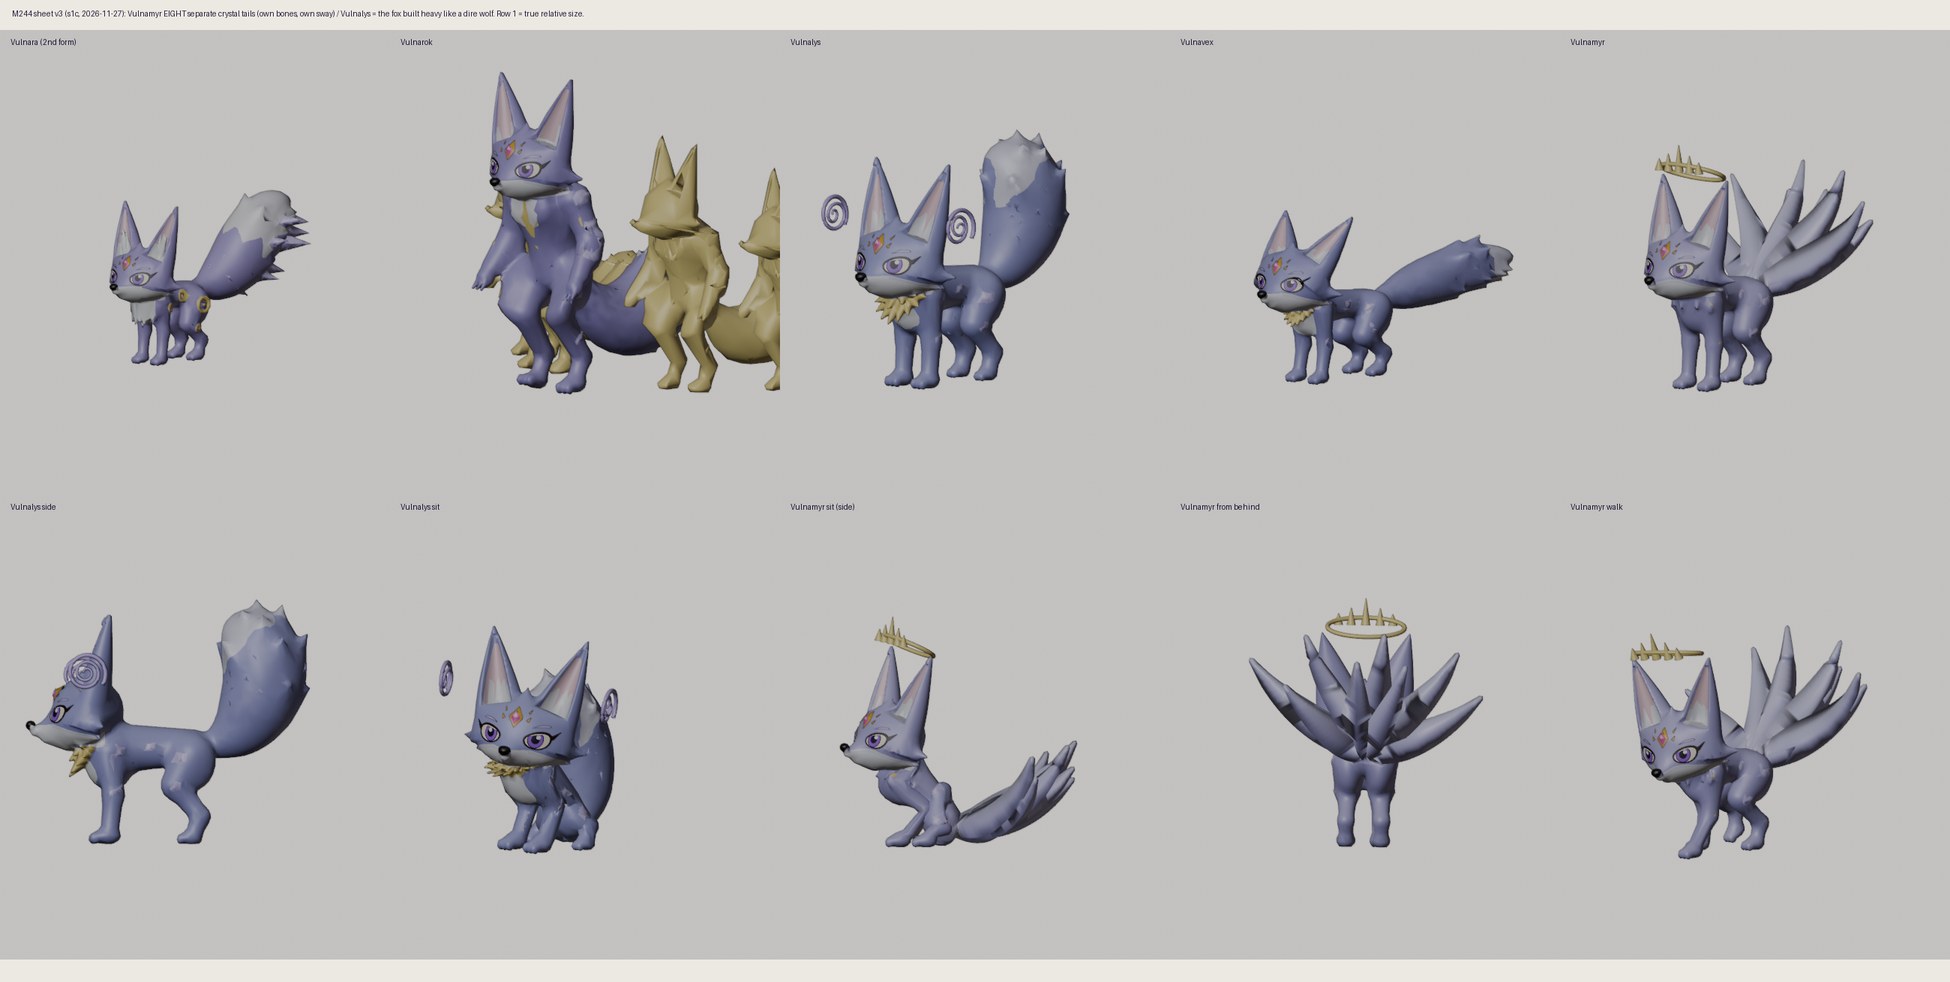 M244 sheet v3 (s1c, 2026-11-27): Vulnamyr EIGHT separate crystal tails (own bones, own sway) / Vulnalys = the fox built heavy like a dire wolf. Row 1 = true relative size.
Vulnara (2nd form)
Vulnarok
Vulnalys
Vulnavex
Vulnamyr
Vulnalys side
Vulnalys sit
Vulnamyr sit (side)
Vulnamyr from behind
Vulnamyr walk